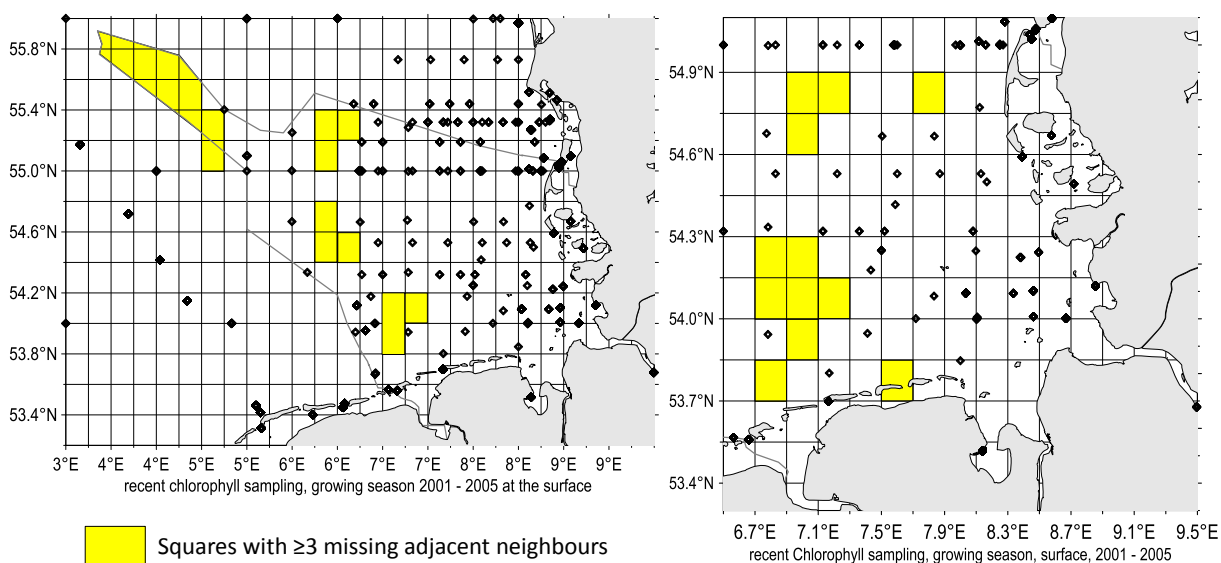 55.8°N
55.4°N
55.0°N
54.6°N
54.2°N
53.8°N
53.4°N
3°E 3°E 4°E 4°E 5°E 5°E 6°E 6°E 7°E 7°E 8°E 8°E 9°E 9°E
recent chlorophyll sampling, growing season 2001 - 2005 at the surface
Squares with ≥3 missing adjacent neighbours
54.9°N
54.6°N
54.3°N
54.0°N
53.7°N
53.4°N
6.7°E 7.1°E 7.5°E 7.9°E 8.3°E 8.7°E 9.1°E 9.5°E
recent Chlorophyll sampling, growing season, surface, 2001 - 2005